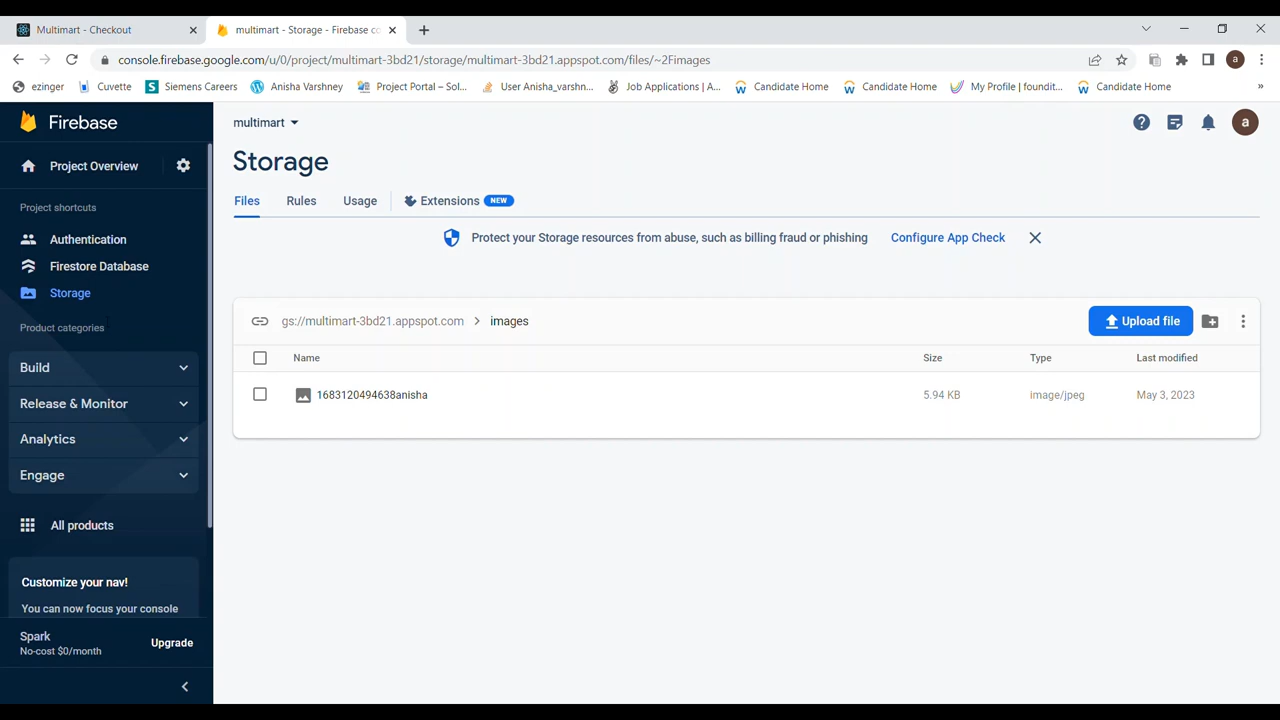 Multimart - Checkout
multimart - Storage - Firebase co
console.firebase.google.com/u/0/project/multimart-3bd21/storage/multimart-3bd21.appspot.com/files/~2Fimages
a
ezinger Cuvette Siemens Careers Anisha_Varshney Project Portal – Sol... User Anisha_varshn... Job Applications | A... Candidate Home Candidate Home My Profile | foundit... Candidate Home »
Firebase
Project Overview
Project shortcuts
Authentication
Firestore Database
Storage
Product categories
Build
Release & Monitor
Analytics
Engage
All products
Customize your nav!
You can now focus your console
Spark
No-cost $0/month
Upgrade
multimart
a
Storage
Files Rules Usage Extensions NEW
Protect your Storage resources from abuse, such as billing fraud or phishing Configure App Check
gs://multimart-3bd21.appspot.com > images
Upload file
Name Size Type Last modified
1683120494638anisha 5.94 KB image/jpeg May 3, 2023